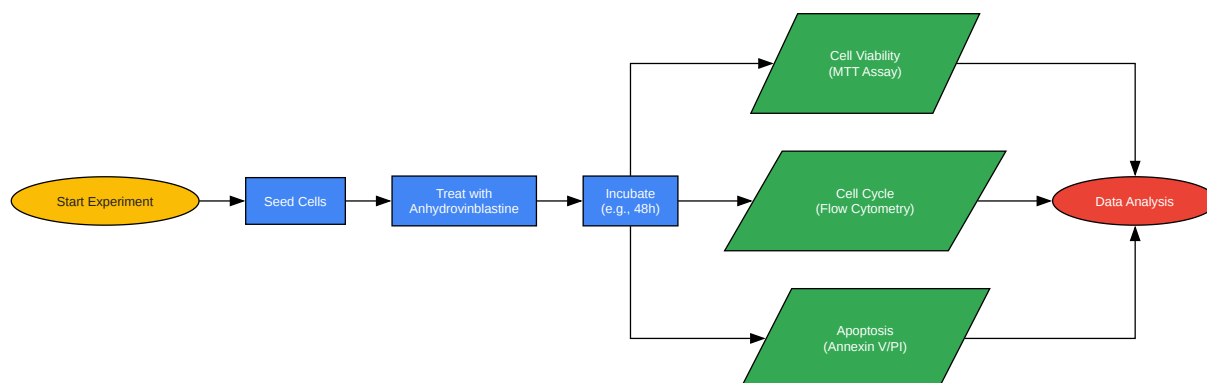 Start Experiment
Seed Cells
Treat with
Anhydrovinblastine
Incubate
(e.g., 48h)
Cell Viability
(MTT Assay)
Cell Cycle
(Flow Cytometry)
Apoptosis
(Annexin V/PI)
Data Analysis